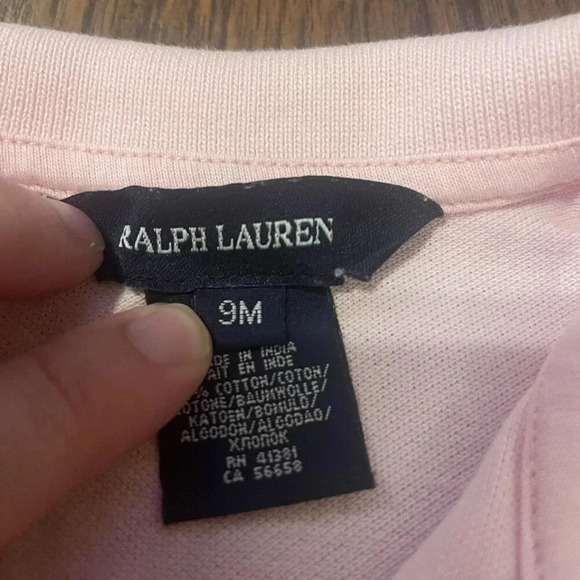 RALPH LAUREN
9M
IN INDIA
EN INDE
COTTON/COTON/
BAUMWOLLE/
KATOEN/BOMULD/
ALGODON/ALGODAO/
ХЛОПОК
RN 41381
CA 56658